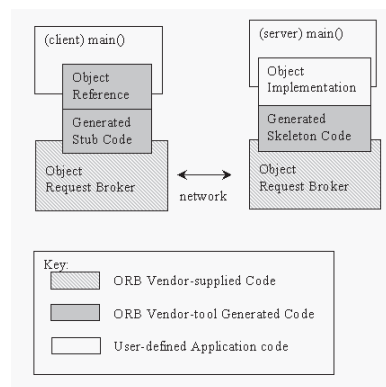 (client) main()
Object
Reference
Generated
Stub Code
Object
Request Broker
network
(server) main()
Object
Implementation
Generated
Skeleton Code
Object
Request Broker
Key:
ORB Vendor-supplied Code
ORB Vendor-tool Generated Code
User-defined Application code